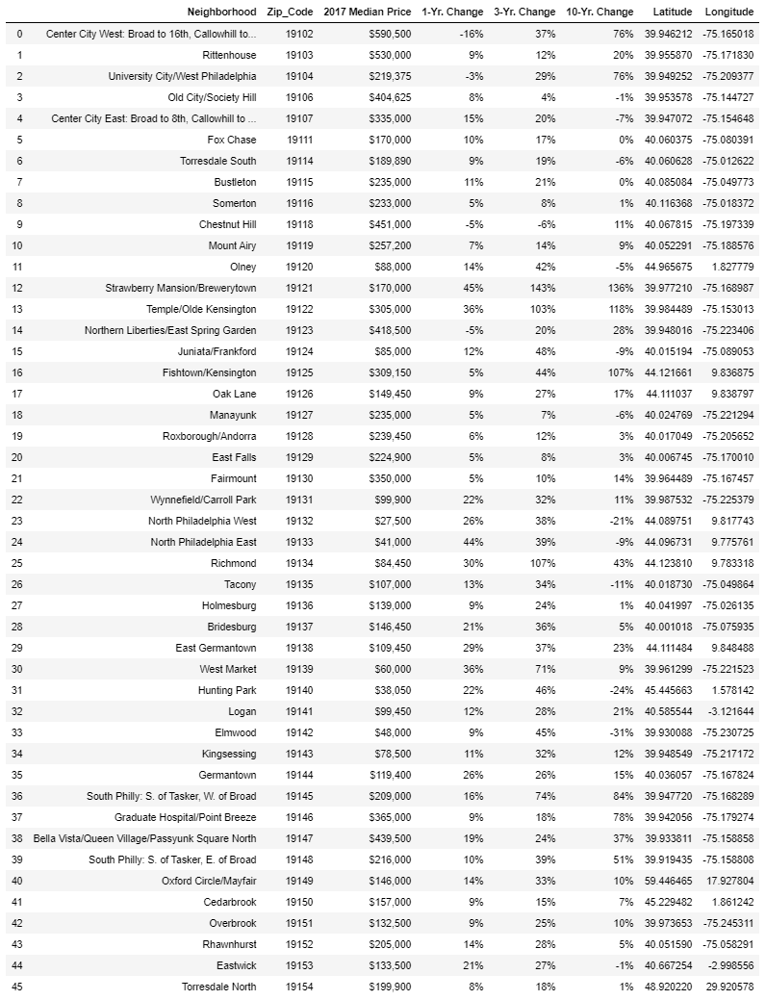 Neighborhood Zip_Code 2017 Median Price 1-Yr. Change 3-Yr. Change 10-Yr. Change Latitude Longitude
0 Center City West: Broad to 16th, Callowhill to... 19102 $590,500 -16% 37% 76% 39.946212 -75.165018
1 Rittenhouse 19103 $530,000 9% 12% 20% 39.955870 -75.171830
2 University City/West Philadelphia 19104 $219,375 -3% 29% 76% 39.949252 -75.209377
3 Old City/Society Hill 19106 $404,625 8% 4% -1% 39.953578 -75.144727
4 Center City East: Broad to 8th, Callowhill to ... 19107 $335,000 15% 20% -7% 39.947072 -75.154648
5 Fox Chase 19111 $170,000 10% 17% 0% 40.060375 -75.080391
6 Torresdale South 19114 $189,890 9% 19% -6% 40.060628 -75.012622
7 Bustleton 19115 $235,000 11% 21% 0% 40.085084 -75.049773
8 Somerton 19116 $233,000 5% 8% 1% 40.116368 -75.018372
9 Chestnut Hill 19118 $451,000 -5% -6% 11% 40.067815 -75.197339
10 Mount Airy 19119 $257,200 7% 14% 9% 40.052291 -75.188576
11 Olney 19120 $88,000 14% 42% -5% 44.965675 1.827779
12 Strawberry Mansion/Brewerytown 19121 $170,000 45% 143% 136% 39.977210 -75.168987
13 Temple/Olde Kensington 19122 $305,000 36% 103% 118% 39.984489 -75.153013
14 Northern Liberties/East Spring Garden 19123 $418,500 -5% 20% 28% 39.948016 -75.223406
15 Juniata/Frankford 19124 $85,000 12% 48% -9% 40.015194 -75.089053
16 Fishtown/Kensington 19125 $309,150 5% 44% 107% 44.121661 9.836875
17 Oak Lane 19126 $149,450 9% 27% 17% 44.111037 9.838797
18 Manayunk 19127 $235,000 5% 7% -6% 40.024769 -75.221294
19 Roxborough/Andorra 19128 $239,450 6% 12% 3% 40.017049 -75.205652
20 East Falls 19129 $224,900 5% 8% 3% 40.006745 -75.170010
21 Fairmount 19130 $350,000 5% 10% 14% 39.964489 -75.167457
22 Wynnefield/Carroll Park 19131 $99,900 22% 32% 11% 39.987532 -75.225379
23 North Philadelphia West 19132 $27,500 26% 38% -21% 44.089751 9.817743
24 North Philadelphia East 19133 $41,000 44% 39% -9% 44.096731 9.775761
25 Richmond 19134 $84,450 30% 107% 43% 44.123810 9.783318
26 Tacony 19135 $107,000 13% 34% -11% 40.018730 -75.049864
27 Holmesburg 19136 $139,000 9% 24% 1% 40.041997 -75.026135
28 Bridesburg 19137 $146,450 21% 36% 5% 40.001018 -75.075935
29 East Germantown 19138 $109,450 29% 37% 23% 44.111484 9.848488
30 West Market 19139 $60,000 36% 71% 9% 39.961299 -75.221523
31 Hunting Park 19140 $38,050 22% 46% -24% 45.445663 1.578142
32 Logan 19141 $99,450 12% 28% 21% 40.585544 -3.121644
33 Elmwood 19142 $48,000 9% 45% -31% 39.930088 -75.230725
34 Kingsessing 19143 $78,500 11% 32% 12% 39.948549 -75.217172
35 Germantown 19144 $119,400 26% 26% 15% 40.036057 -75.167824
36 South Philly: S. of Tasker, W. of Broad 19145 $209,000 16% 74% 84% 39.947720 -75.168289
37 Graduate Hospital/Point Breeze 19146 $365,000 9% 18% 78% 39.942056 -75.179274
38 Bella Vista/Queen Village/Passyunk Square North 19147 $439,500 19% 24% 37% 39.933811 -75.158858
39 South Philly: S. of Tasker, E. of Broad 19148 $216,000 10% 39% 51% 39.919435 -75.158808
40 Oxford Circle/Mayfair 19149 $146,000 14% 33% 10% 59.446465 17.927804
41 Cedarbrook 19150 $157,000 9% 15% 7% 45.229482 1.861242
42 Overbrook 19151 $132,500 9% 25% 10% 39.973653 -75.245311
43 Rhawnhurst 19152 $205,000 14% 28% 5% 40.051590 -75.058291
44 Eastwick 19153 $133,500 21% 27% -1% 40.667254 -2.998556
45 Torresdale North 19154 $199,900 8% 18% 1% 48.920220 29.920578